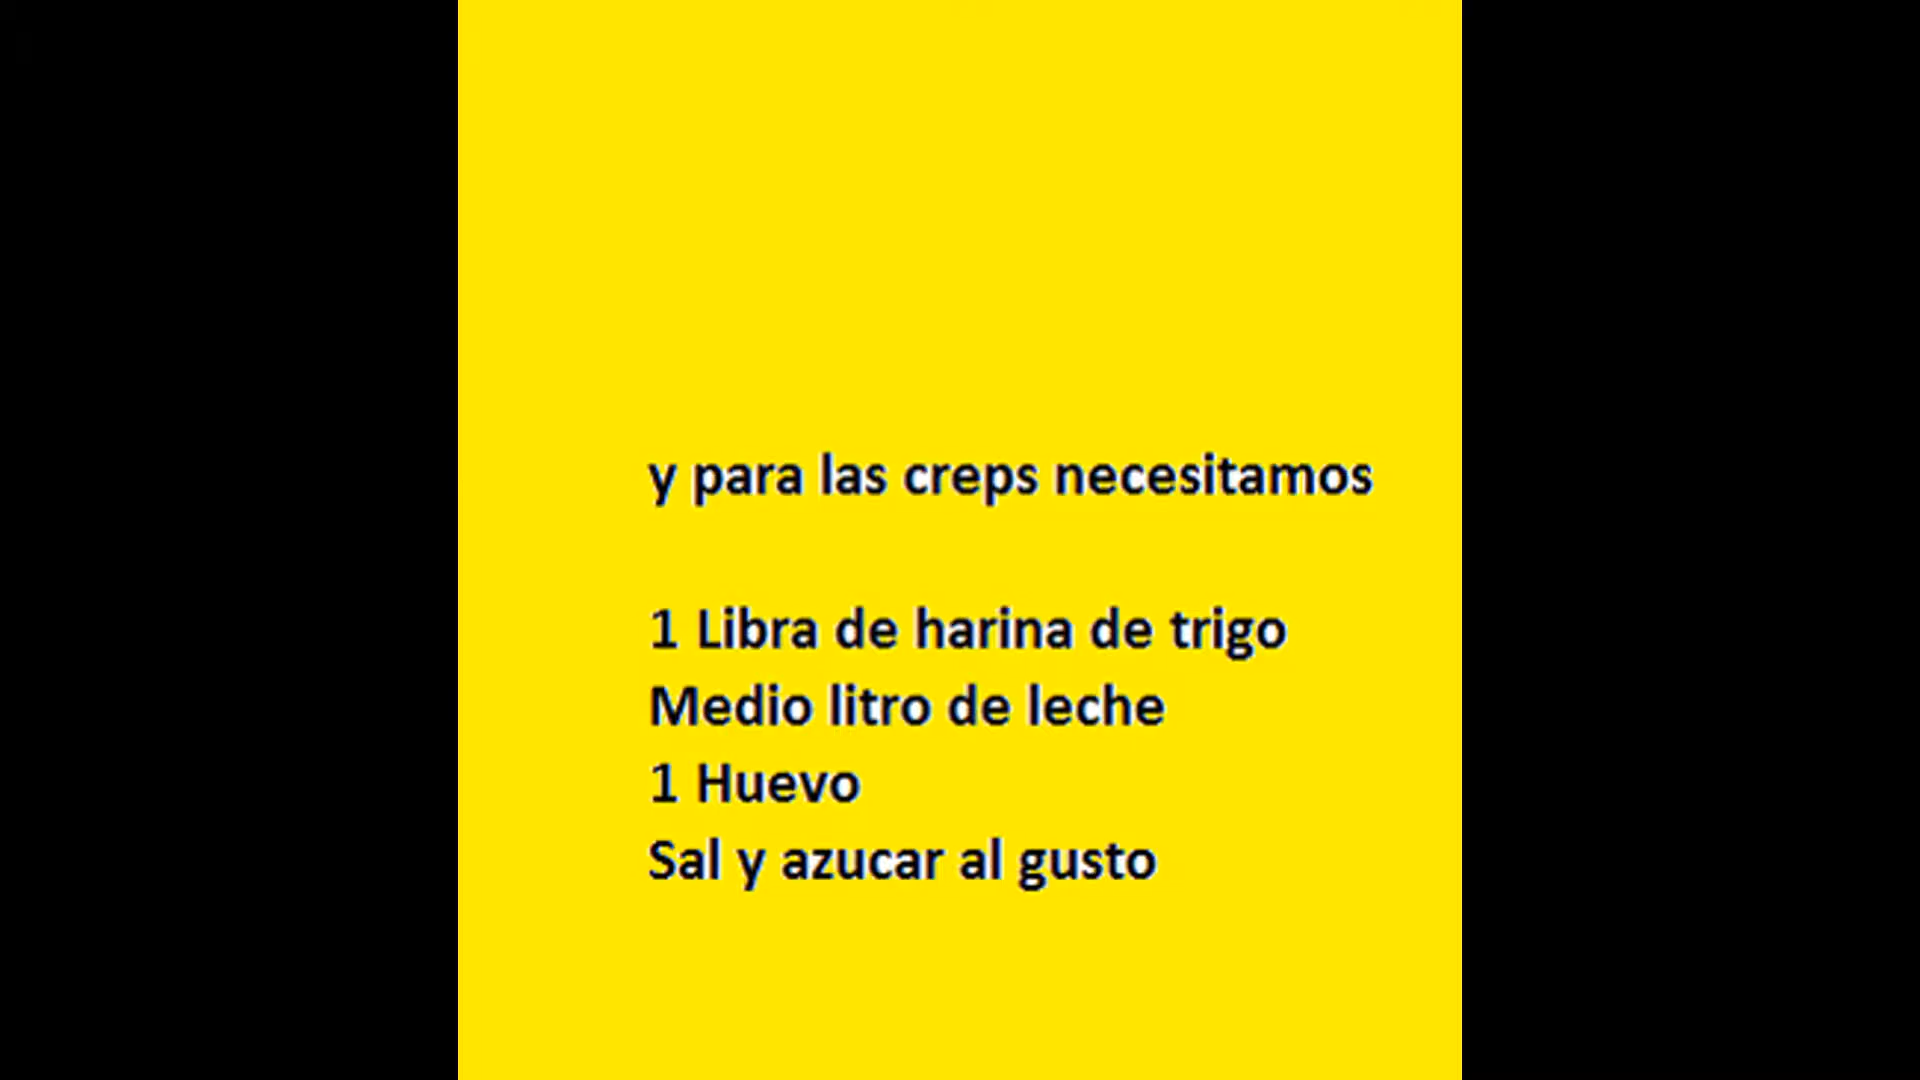 y para las creps necesitamos
1 Libra de harina de trigo
Medio litro de leche
1 Huevo
Sal y azucar al gusto